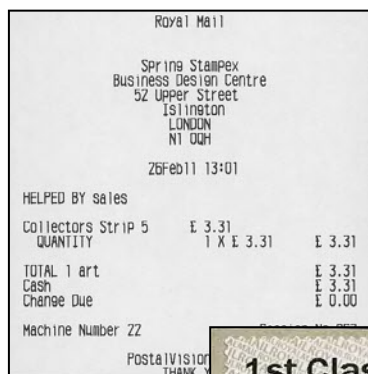 Royal Mail
Spring Stampex
Business Design Centre
52 Upper Street
Islington
LONDON
N1 0QH
26Feb11 13:01
HELPED BY sales
Collectors Strip 5 £ 3.31
QUANTITY 1 X £ 3.31 £ 3.31
TOTAL 1 art £ 3.31
Cash £ 3.31
Change Due £ 0.00
Machine Number 22
PostalVision
THANK
1st Clas